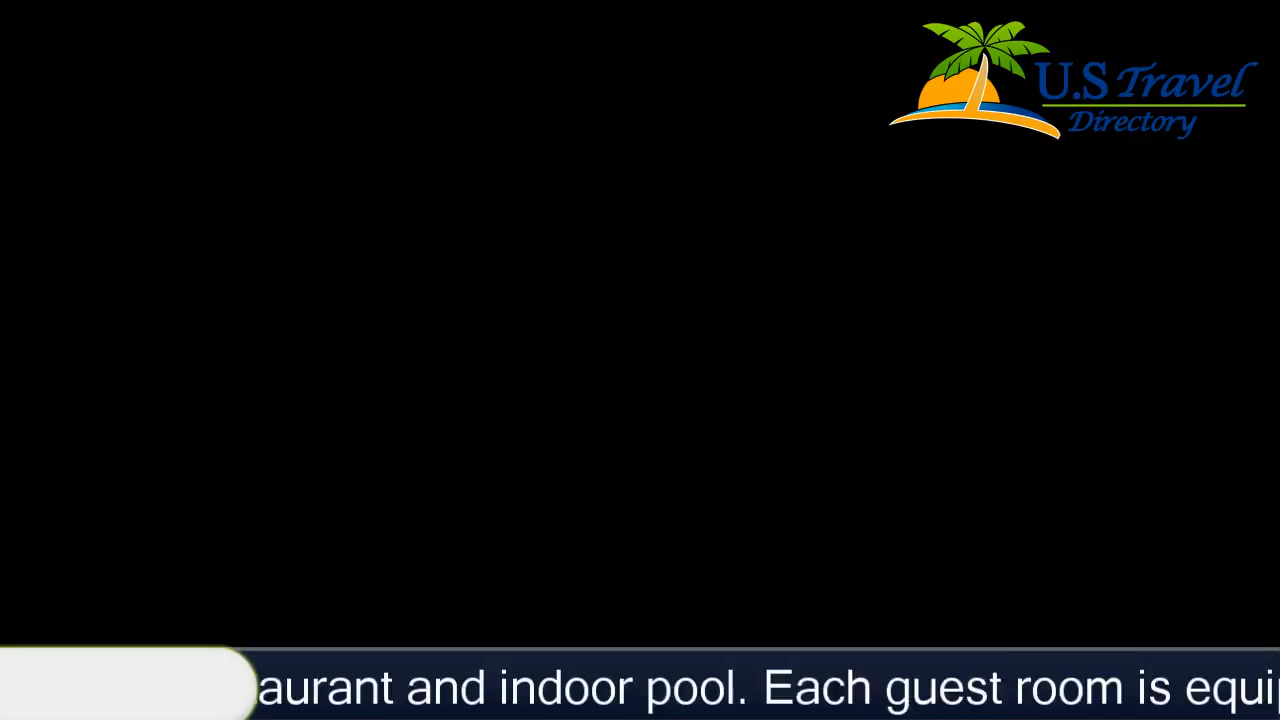 U.S Travel
Directory
aurant and indoor pool. Each guest room is equi